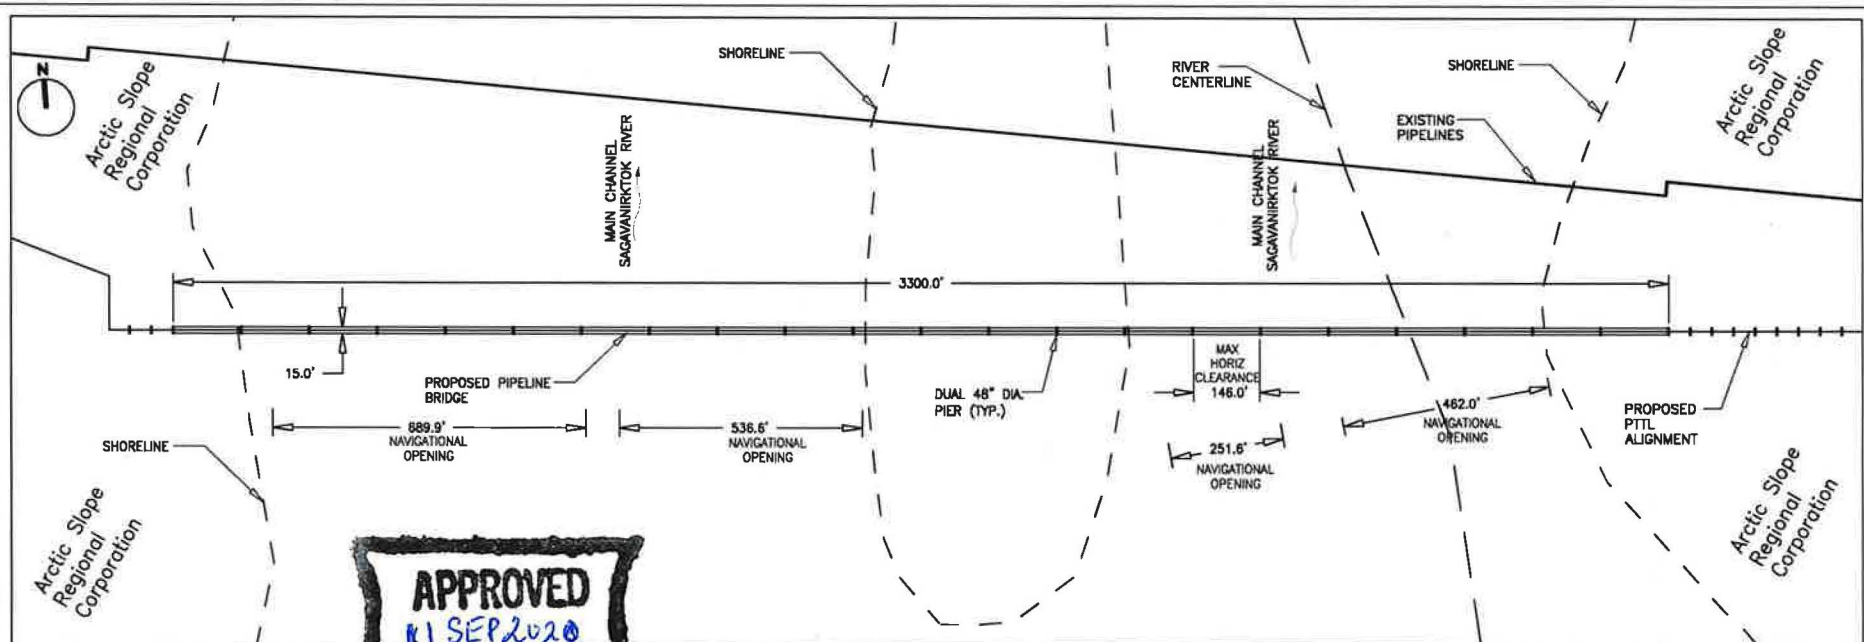 N
Arctic Slope
Regional
Corporation
SHORELINE
RIVER
CENTERLINE
SHORELINE
EXISTING
PIPELINES
Arctic Slope
Regional
Corporation
MAIN CHANNEL
SAGAVANIRKTOK RIVER
MAIN CHANNEL
SAGAVANIRKTOK RIVER
3300.0'
15.0'
PROPOSED PIPELINE
BRIDGE
DUAL 48" DIA.
PIER (TYP.)
MAX
HORIZ
CLEARANCE
146.0'
689.9'
NAVIGATIONAL
OPENING
536.6'
NAVIGATIONAL
OPENING
251.6'
NAVIGATIONAL
OPENING
462.0'
NAVIGATIONAL
OPENING
PROPOSED
PTTL
ALIGNMENT
SHORELINE
Arctic Slope
Regional
Corporation
Arctic Slope
Regional
Corporation
APPROVED
SEP 2020